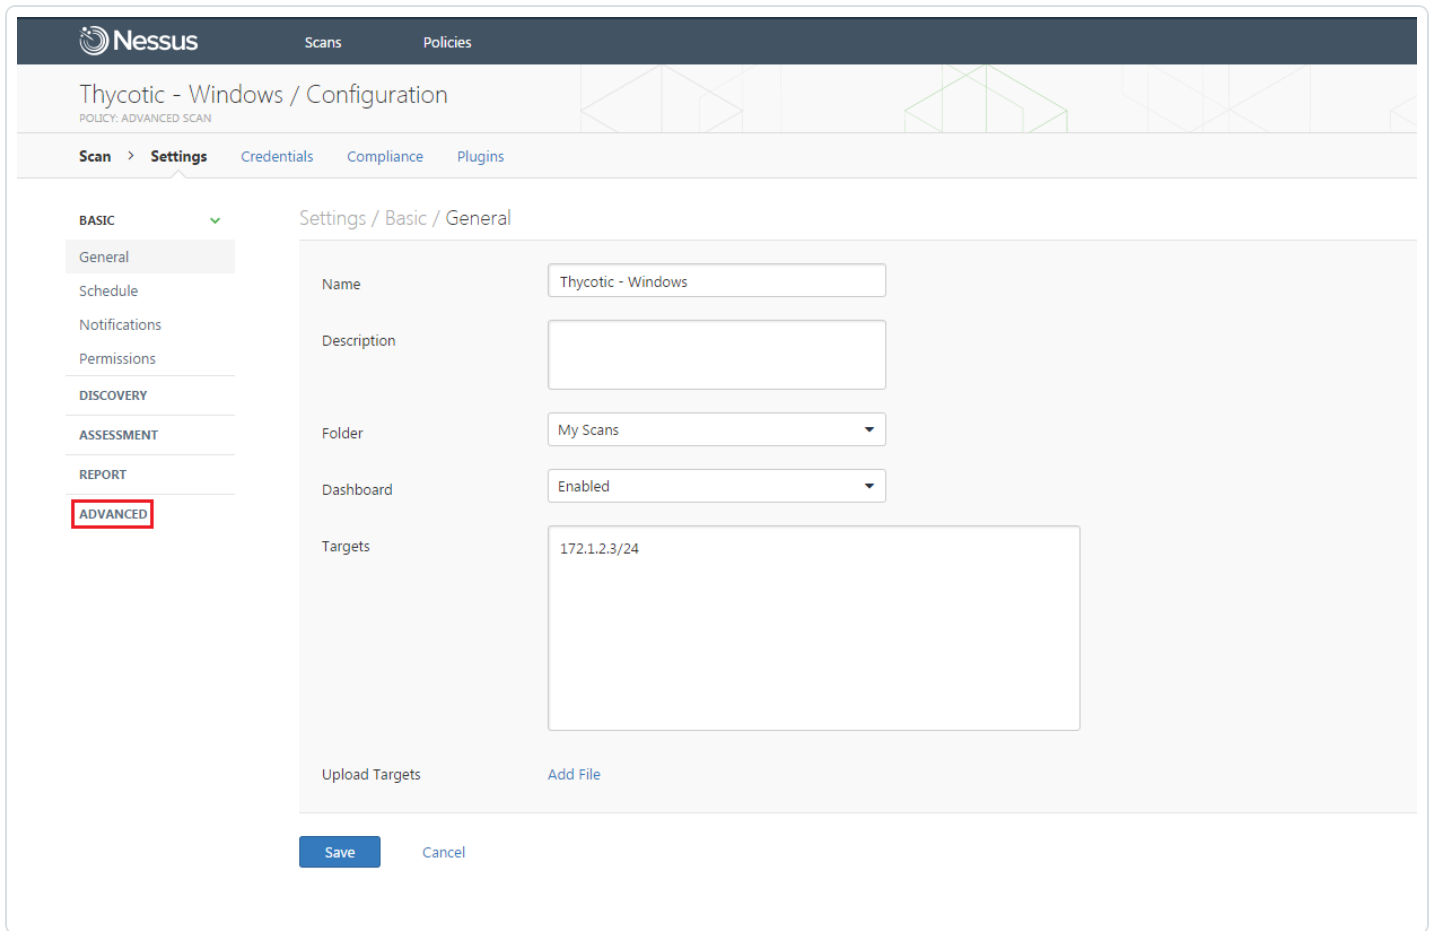 Nessus Scans Policies
Thycotic - Windows / Configuration
POLICY: ADVANCED SCAN
Scan > Settings Credentials Compliance Plugins
BASIC
General
Schedule
Notifications
Permissions
DISCOVERY
ASSESSMENT
REPORT
ADVANCED
Settings / Basic / General
Name Thycotic - Windows
Description
Folder My Scans
Dashboard Enabled
Targets 172.1.2.3/24
Upload Targets Add File
Save Cancel